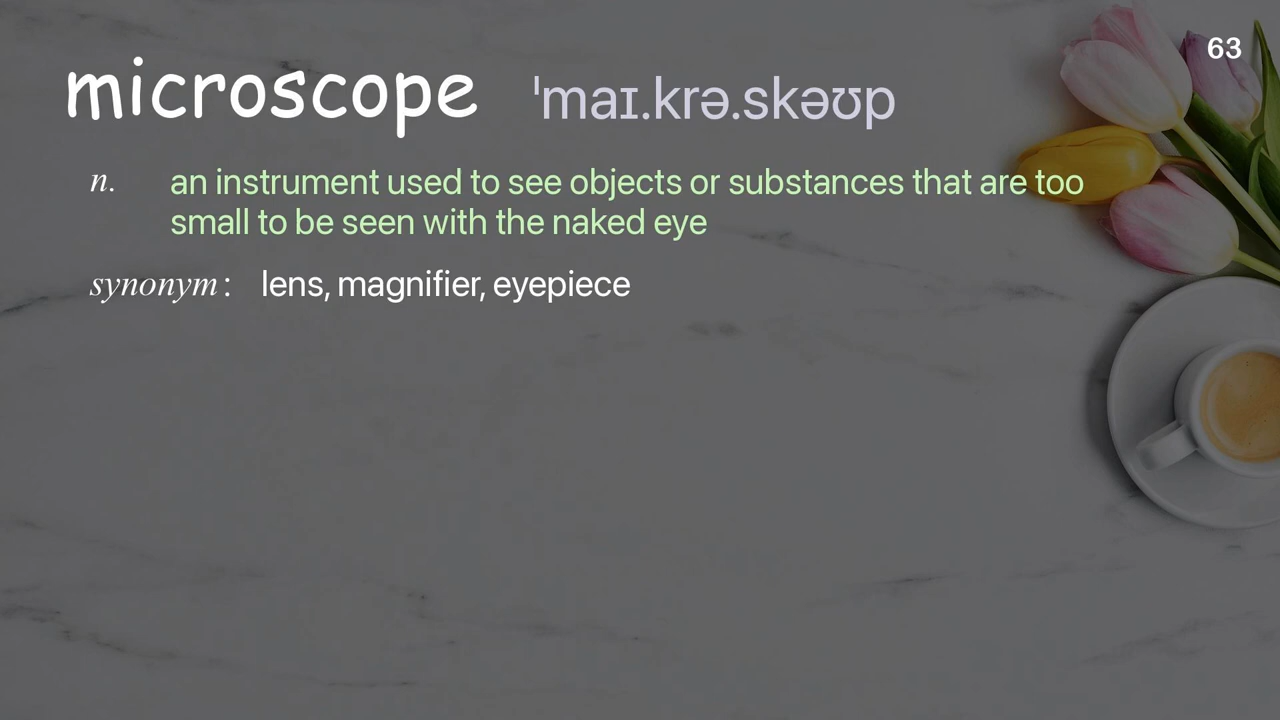 63
microscope ˈmaɪ.krə.skəʊp
n. an instrument used to see objects or substances that are too
small to be seen with the naked eye
synonym: lens, magnifier, eyepiece